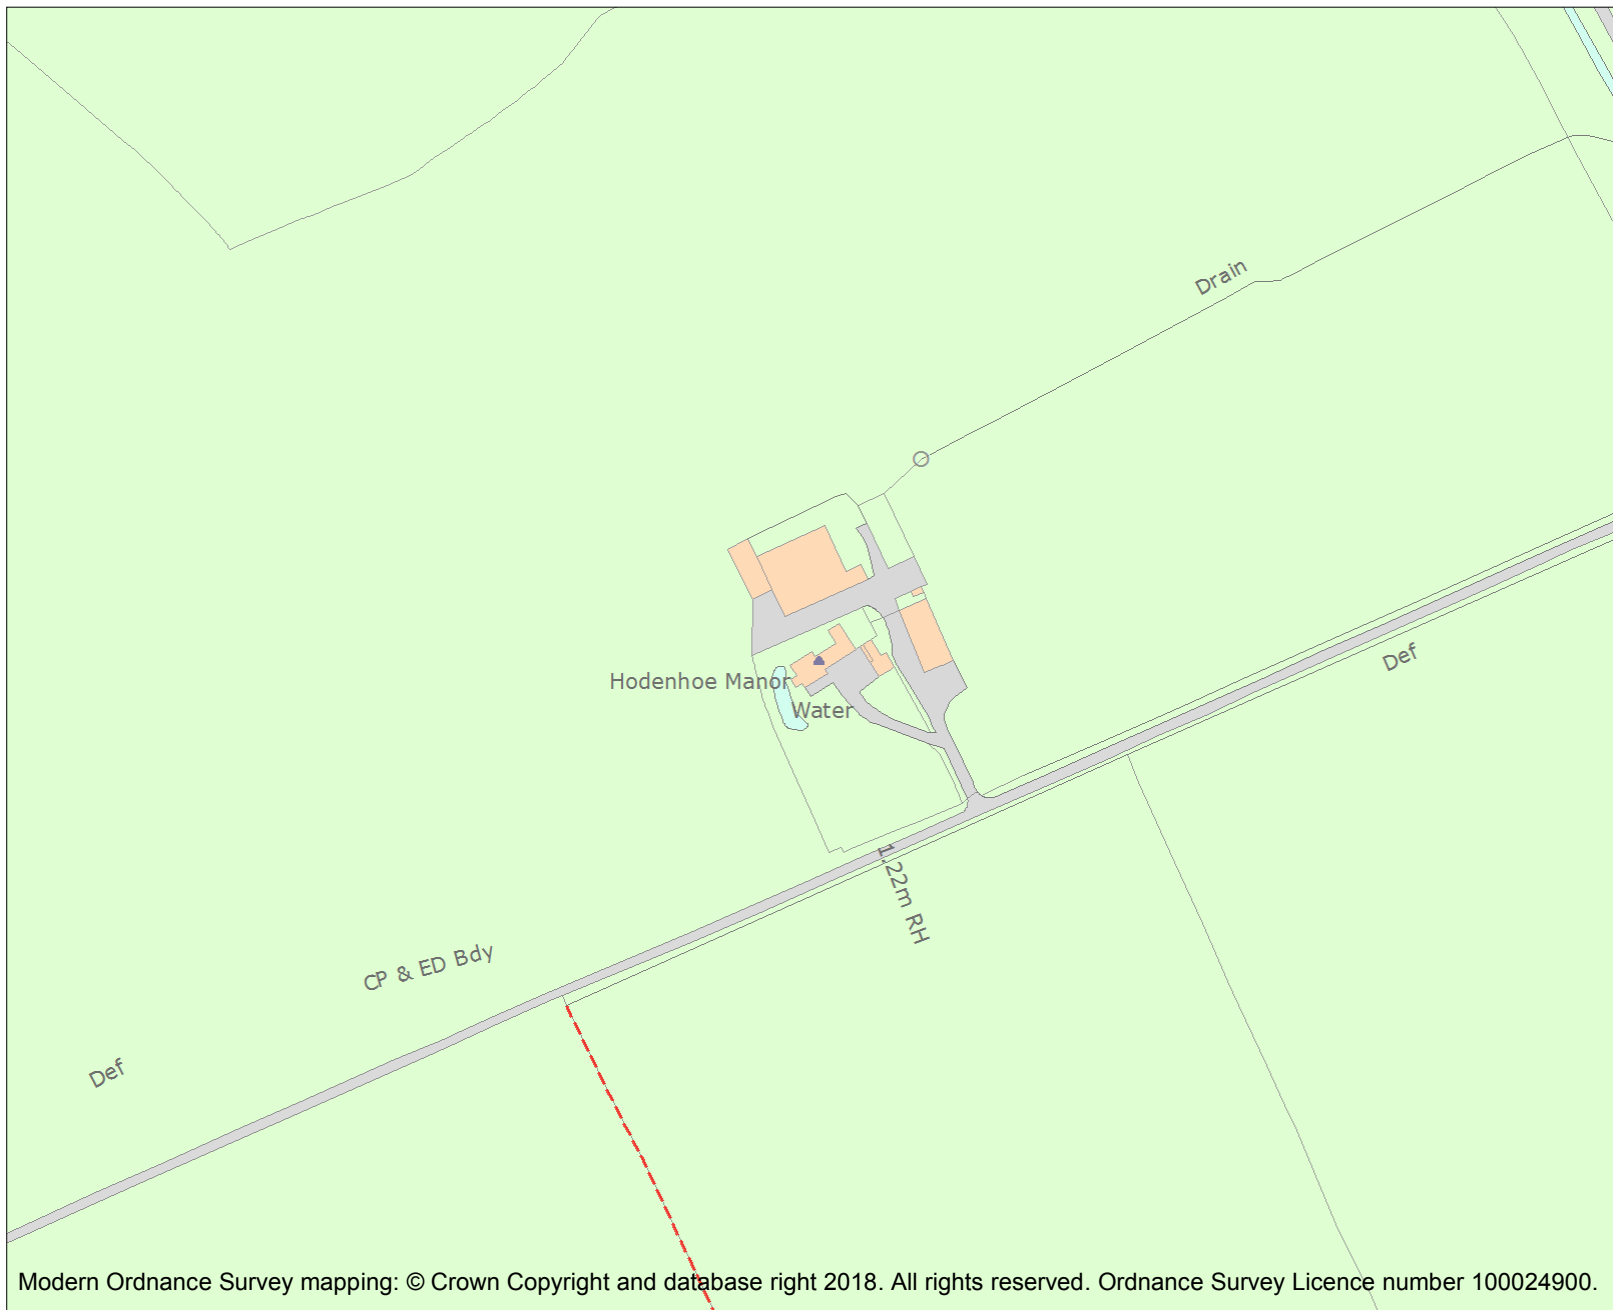 Drain
Def
Hodenhoe Manor
Water
1.22m RH
CP & ED Bdy
Def
Modern Ordnance Survey mapping: © Crown Copyright and database right 2018. All rights reserved. Ordnance Survey Licence number 100024900.